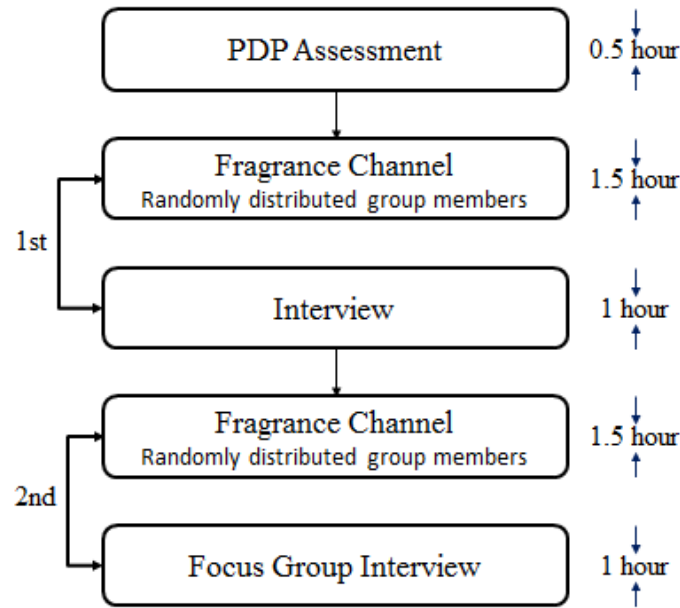 PDP Assessment
0.5 hour
Fragrance Channel
Randomly distributed group members
1.5 hour
1st
Interview
1 hour
Fragrance Channel
Randomly distributed group members
1.5 hour
2nd
Focus Group Interview
1 hour